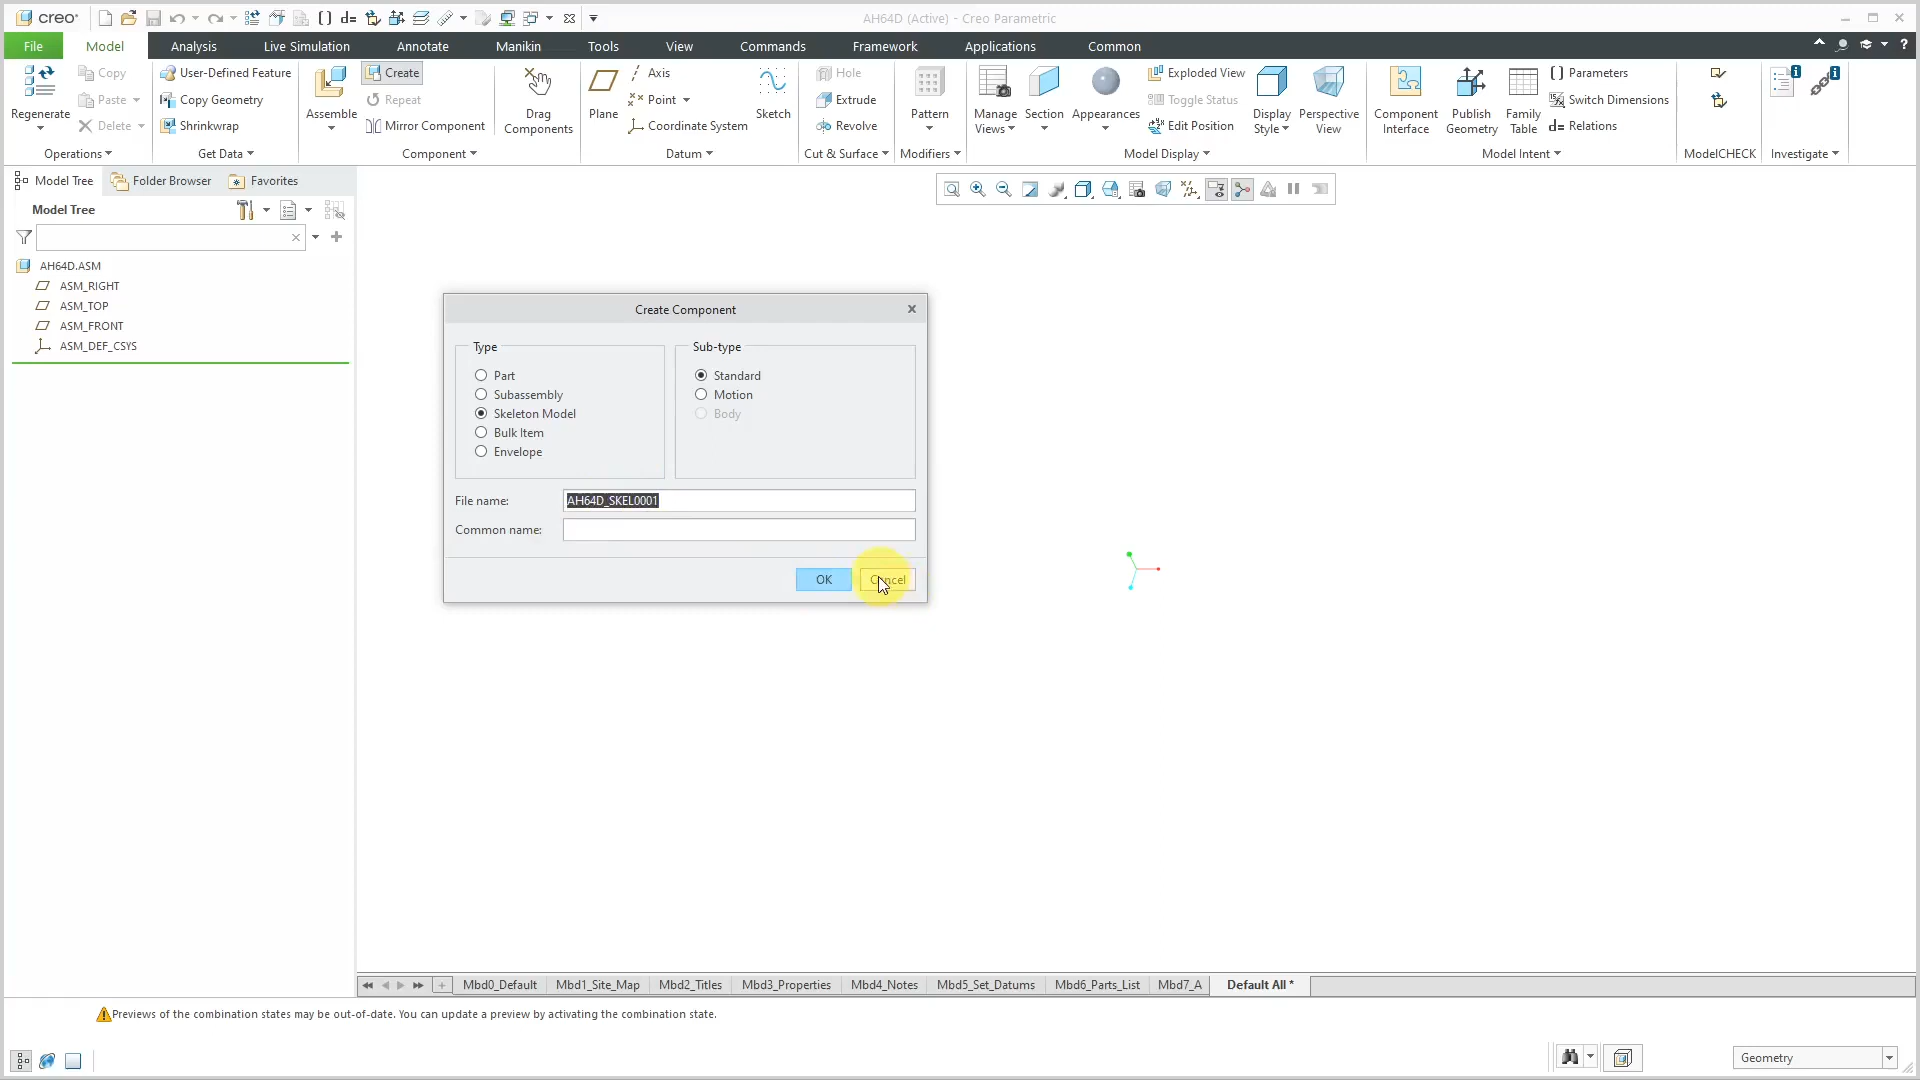 creo®
AH64D (Active) - Creo Parametric
File Model Analysis Live Simulation Annotate Manikin Tools View Commands Framework Applications Common
Regenerate
Copy
Paste
Delete
Operations
User-Defined Feature
Copy Geometry
Shrinkwrap
Get Data
Assemble
Create
Repeat
Mirror Component
Drag
Components
Component
Plane
Axis
Point
Coordinate System
Sketch
Datum
Hole
Extrude
Revolve
Cut & Surface
Pattern
Modifiers
Manage
Views
Section
Appearances
Exploded View
Toggle Status
Edit Position
Display
Style
Perspective
View
Model Display
Component
Interface
Publish
Geometry
Family
Table
Parameters
Switch Dimensions
d= Relations
Model Intent
ModelCHECK
Investigate
Model Tree Folder Browser Favorites
Model Tree
AH64D.ASM
ASM_RIGHT
ASM_TOP
ASM_FRONT
ASM_DEF_CSYS
Create Component
Type
Part
Subassembly
Skeleton Model
Bulk Item
Envelope
Sub-type
Standard
Motion
Body
File name: AH64D_SKEL0001
Common name:
OK Cancel
Mbd0_Default Mbd1_Site_Map Mbd2_Titles Mbd3_Properties Mbd4_Notes Mbd5_Set_Datums Mbd6_Parts_List Mbd7_A Default All *
Previews of the combination states may be out-of-date. You can update a preview by activating the combination state.
Geometry